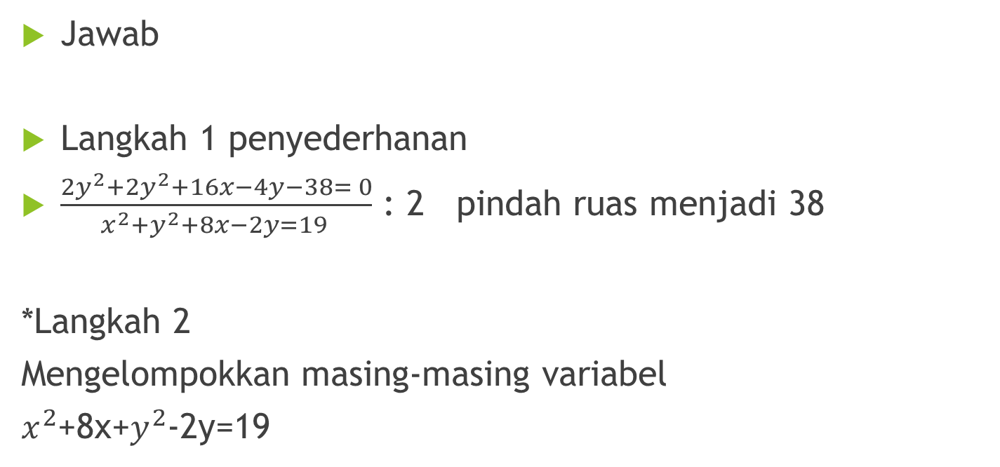 Jawab
Langkah 1 penyederhanan
2y²+2y²+16x−4y−38= 0
x²+y²+8x−2y=19
: 2 pindah ruas menjadi 38
*Langkah 2
Mengelompokkan masing-masing variabel
x²+8x+y²-2y=19